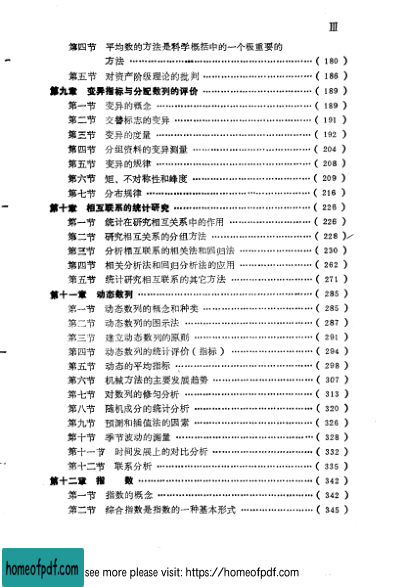 III
第四节 平均数的方法是科学概括中的一个极重要的
方法 ……………………………………( 180 )
第五节 对资产阶级理论的批判 ……………………( 186 )
第九章 变异指标与分配数列的评价 ……………………( 189 )
第一节 变异的概念 ……………………………………( 189 )
第二节 交替标志的变异 ………………………………( 191 )
第三节 变异的度量 ……………………………………( 192 )
第四节 分组资料的变异测量 …………………………( 204 )
第五节 变异的规律 ……………………………………( 208 )
第六节 矩、不对称性和峰度 …………………………( 209 )
第七节 分布规律 ………………………………………( 216 )
第十章 相互联系的统计研究 ……………………………( 226 )
第一节 统计在研究相互关系中的作用 ………………( 226 )
第二节 研究相互关系的分组方法 ……………………( 228 )
第三节 分析相互联系的相关法和回归法 ……………( 230 )
第四节 相关分析法和回归分析法的应用 ……………( 262 )
第五节 统计研究相互联系的其它方法 ………………( 271 )
第十一章 动态数列 ………………………………………( 285 )
第一节 动态数列的概念和种类 ………………………( 285 )
第二节 动态数列的图示法 ……………………………( 287 )
第三节 建立动态数列的原则 …………………………( 291 )
第四节 动态数列的统计评价（指标） ………………( 294 )
第五节 动态的平均指标 ………………………………( 298 )
第六节 机械方法的主要发展趋势 ……………………( 307 )
第七节 对数列的修匀分析 ……………………………( 313 )
第八节 随机成分的统计分析 …………………………( 320 )
第九节 预测和插值法的因素 …………………………( 326 )
第十节 季节波动的测量 ………………………………( 328 )
第十一节 时间发展上的对比分析 ……………………( 332 )
第十二节 联系分析 ……………………………………( 335 )
第十二章 指 数 ……………………………………( 342 )
第一节 指数的概念 ……………………………………( 342 )
第二节 综合指数是指数的一种基本形式 ……………( 345 )
homeofpdf.com
see more please visit: https://homeofpdf.com